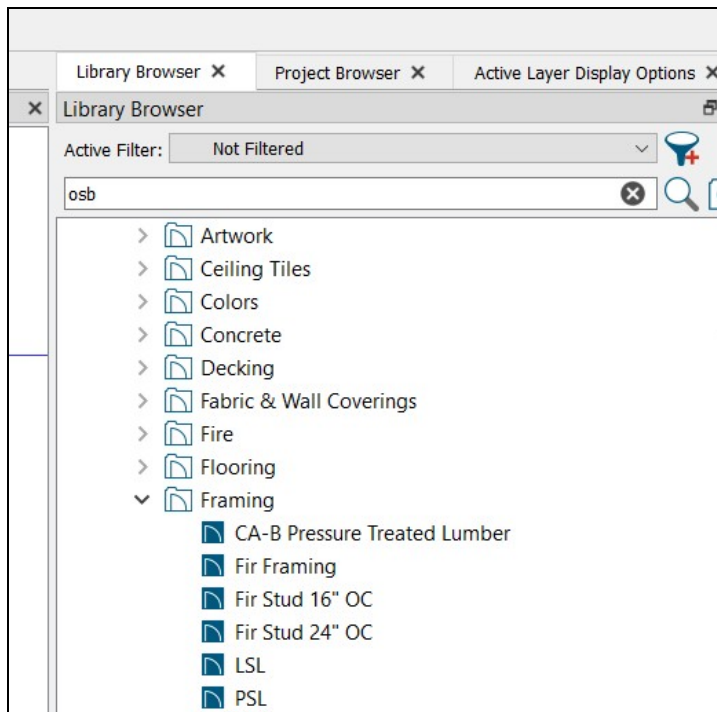 Library Browser Project Browser Active Layer Display Options
Library Browser
Active Filter: Not Filtered
osb
Artwork
Ceiling Tiles
Colors
Concrete
Decking
Fabric & Wall Coverings
Fire
Flooring
Framing
CA-B Pressure Treated Lumber
Fir Framing
Fir Stud 16" OC
Fir Stud 24" OC
LSL
PSL